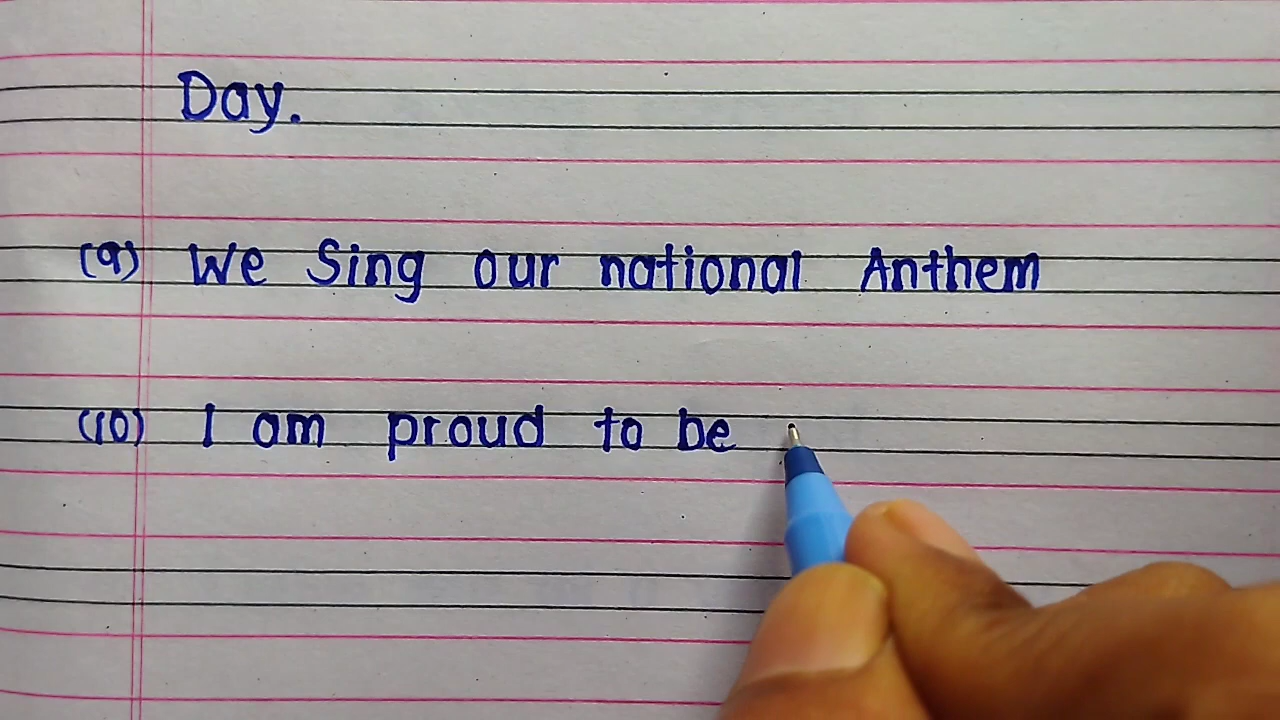 Day.
(9) We Sing our national Anthem
(10) I am proud to be